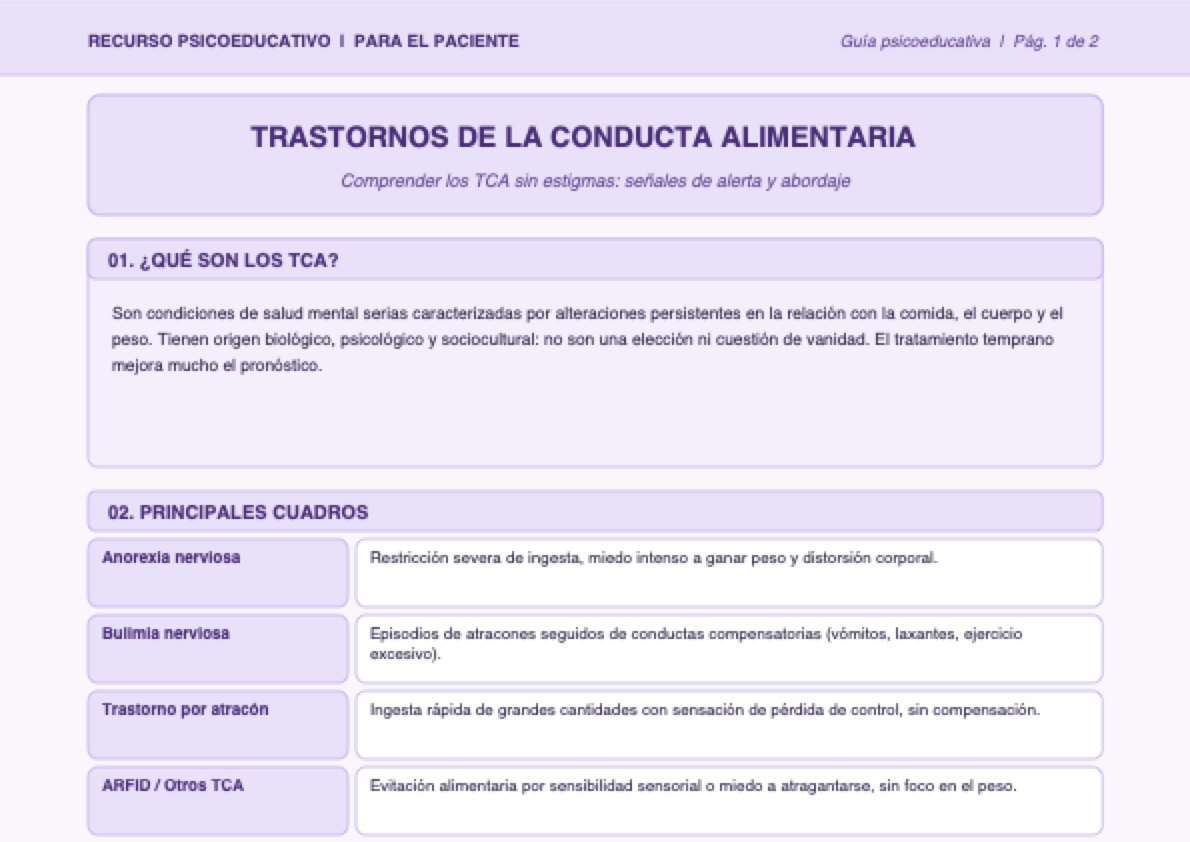 RECURSO PSICOEDUCATIVO | PARA EL PACIENTE
Guía psicoeducativa | Pág. 1 de 2
TRASTORNOS DE LA CONDUCTA ALIMENTARIA
Comprender los TCA sin estigmas: señales de alerta y abordaje
01. ¿QUÉ SON LOS TCA?
Son condiciones de salud mental serias caracterizadas por alteraciones persistentes en la relación con la comida, el cuerpo y el
peso. Tienen origen biológico, psicológico y sociocultural: no son una elección ni cuestión de vanidad. El tratamiento temprano
mejora mucho el pronóstico.
02. PRINCIPALES CUADROS
Anorexia nerviosa
Restricción severa de ingesta, miedo intenso a ganar peso y distorsión corporal.
Bulimia nerviosa
Episodios de atracones seguidos de conductas compensatorias (vómitos, laxantes, ejercicio
excesivo).
Trastorno por atracón
Ingesta rápida de grandes cantidades con sensación de pérdida de control, sin compensación.
ARFID / Otros TCA
Evitación alimentaria por sensibilidad sensorial o miedo a atragantarse, sin foco en el peso.